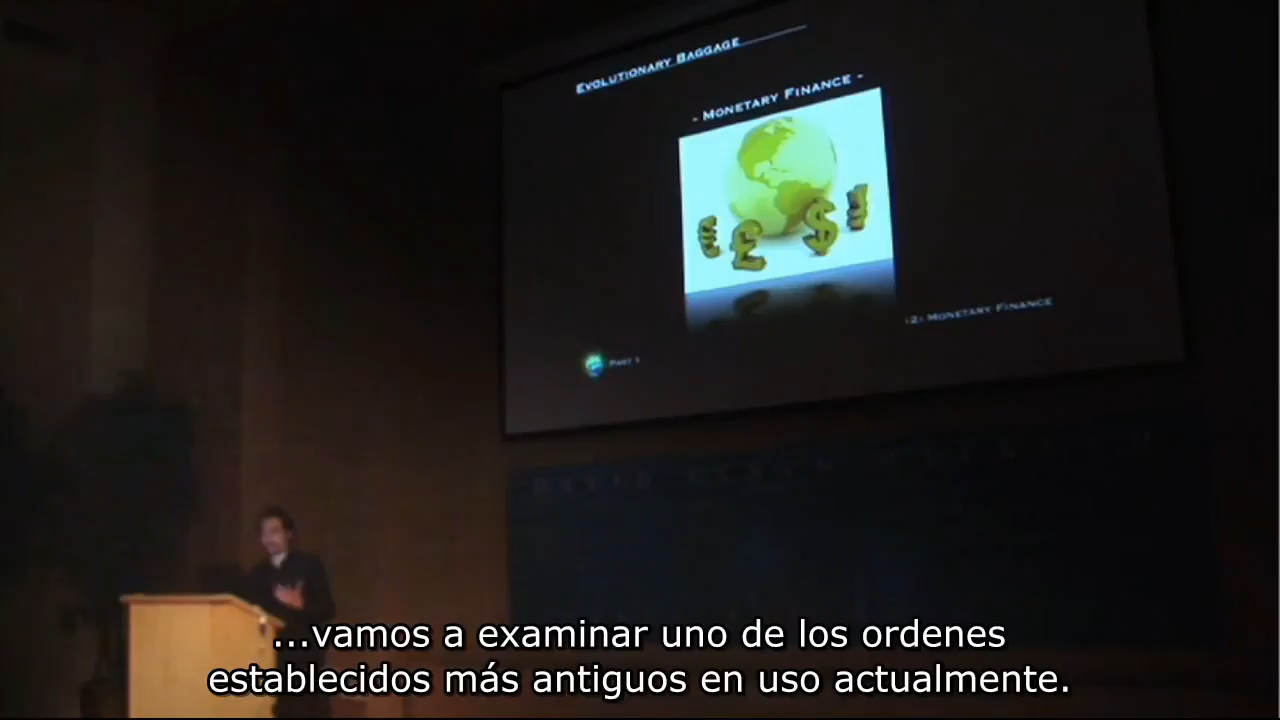 EVOLUTIONARY BAGGAGE
- MONETARY FINANCE -
(2) MONETARY FINANCE
PART 1
...vamos a examinar uno de los ordenes
establecidos más antiguos en uso actualmente.